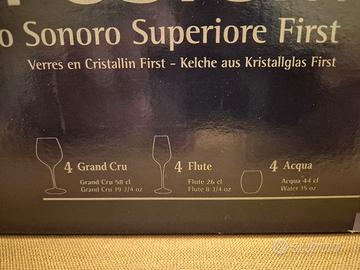 o Sonoro Superiore First
Verres en Cristallin First - Kelche aus Kristallglas First
4 Grand Cru
Grand Cru 58 cl
Grand Cru 19 3/4 oz
4 Flute
Flute 26 cl
Flute 8 3/4 oz
4 Acqua
Acqua 44 cl
Water 15 oz